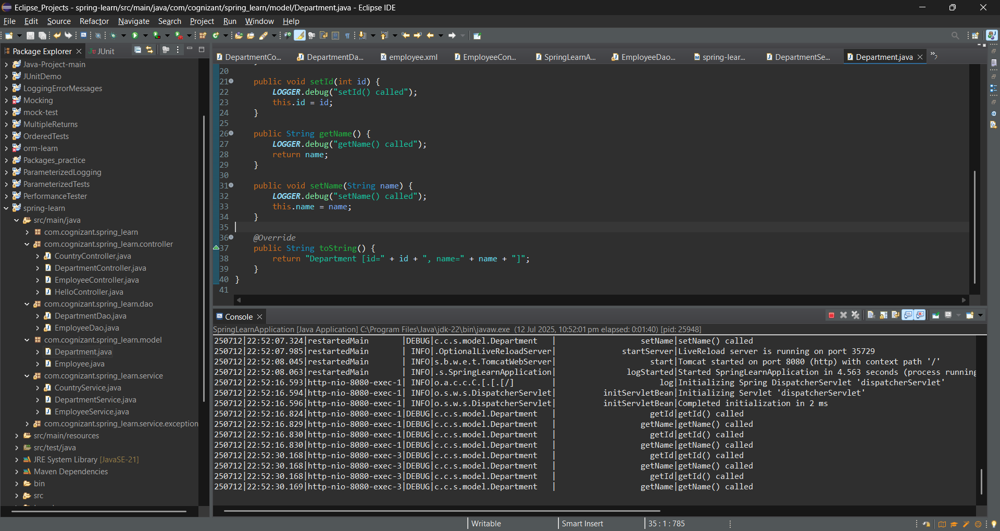 Eclipse_Projects - spring-learn/src/main/java/com/cognizant/spring_learn/model/Department.java - Eclipse IDE
File Edit Source Refactor Navigate Search Project Run Window Help
Package Explorer JUnit
Java-Project-main
JUnitDemo
LoggingErrorMessages
Mocking
mock-test
MultipleReturns
OrderedTests
orm-learn
Packages_practice
ParameterizedLogging
ParameterizedTests
PerformanceTester
spring-learn
src/main/java
com.cognizant.spring_learn
com.cognizant.spring_learn.controller
CountryController.java
DepartmentController.java
EmployeeController.java
HelloController.java
com.cognizant.spring_learn.dao
DepartmentDao.java
EmployeeDao.java
com.cognizant.spring_learn.model
Department.java
Employee.java
com.cognizant.spring_learn.service
CountryService.java
DepartmentService.java
EmployeeService.java
com.cognizant.spring_learn.service.exception
src/main/resources
src/test/java
JRE System Library [JavaSE-21]
Maven Dependencies
bin
src
DepartmentCo... DepartmentDa... employee.xml EmployeeCon... SpringLearnA... EmployeeDao... spring-lear... DepartmentSe... Department.java »2
20
21 public void setId(int id) {
22 LOGGER.debug("setId() called");
23 this.id = id;
24 }
25
26 public String getName() {
27 LOGGER.debug("getName() called");
28 return name;
29 }
30
31 public void setName(String name) {
32 LOGGER.debug("setName() called");
33 this.name = name;
34 }
35
36 @Override
37 public String toString() {
38 return "Department [id=" + id + ", name=" + name + "]";
39 }
40 }
41
Console
SpringLearnApplication [Java Application] C:\Program Files\Java\jdk-22\bin\javaw.exe (12 Jul 2025, 10:52:01 pm elapsed: 0:01:40) [pid: 25948]
250712|22:52:07.324|restartedMain |DEBUG|c.c.s.model.Department | setName|setName() called
250712|22:52:07.985|restartedMain | INFO|.OptionalLiveReloadServer| startServer|LiveReload server is running on port 35729
250712|22:52:08.045|restartedMain | INFO|s.b.w.e.t.TomcatWebServer| start|Tomcat started on port 8080 (http) with context path '/'
250712|22:52:08.063|restartedMain | INFO|.s.SpringLearnApplication| logStarted|Started SpringLearnApplication in 4.563 seconds (process running
250712|22:52:16.593|http-nio-8080-exec-1| INFO|o.a.c.c.C.[.[.[/] | log|Initializing Spring DispatcherServlet 'dispatcherServlet'
250712|22:52:16.594|http-nio-8080-exec-1| INFO|o.s.w.s.DispatcherServlet| initServletBean|Initializing Servlet 'dispatcherServlet'
250712|22:52:16.596|http-nio-8080-exec-1| INFO|o.s.w.s.DispatcherServlet| initServletBean|Completed initialization in 2 ms
250712|22:52:16.824|http-nio-8080-exec-1|DEBUG|c.c.s.model.Department | getId|getId() called
250712|22:52:16.829|http-nio-8080-exec-1|DEBUG|c.c.s.model.Department | getName|getName() called
250712|22:52:16.830|http-nio-8080-exec-1|DEBUG|c.c.s.model.Department | getId|getId() called
250712|22:52:16.830|http-nio-8080-exec-1|DEBUG|c.c.s.model.Department | getName|getName() called
250712|22:52:30.168|http-nio-8080-exec-3|DEBUG|c.c.s.model.Department | getId|getId() called
250712|22:52:30.168|http-nio-8080-exec-3|DEBUG|c.c.s.model.Department | getName|getName() called
250712|22:52:30.168|http-nio-8080-exec-3|DEBUG|c.c.s.model.Department | getId|getId() called
250712|22:52:30.169|http-nio-8080-exec-3|DEBUG|c.c.s.model.Department | getName|getName() called
Writable Smart Insert 35 : 1 : 785